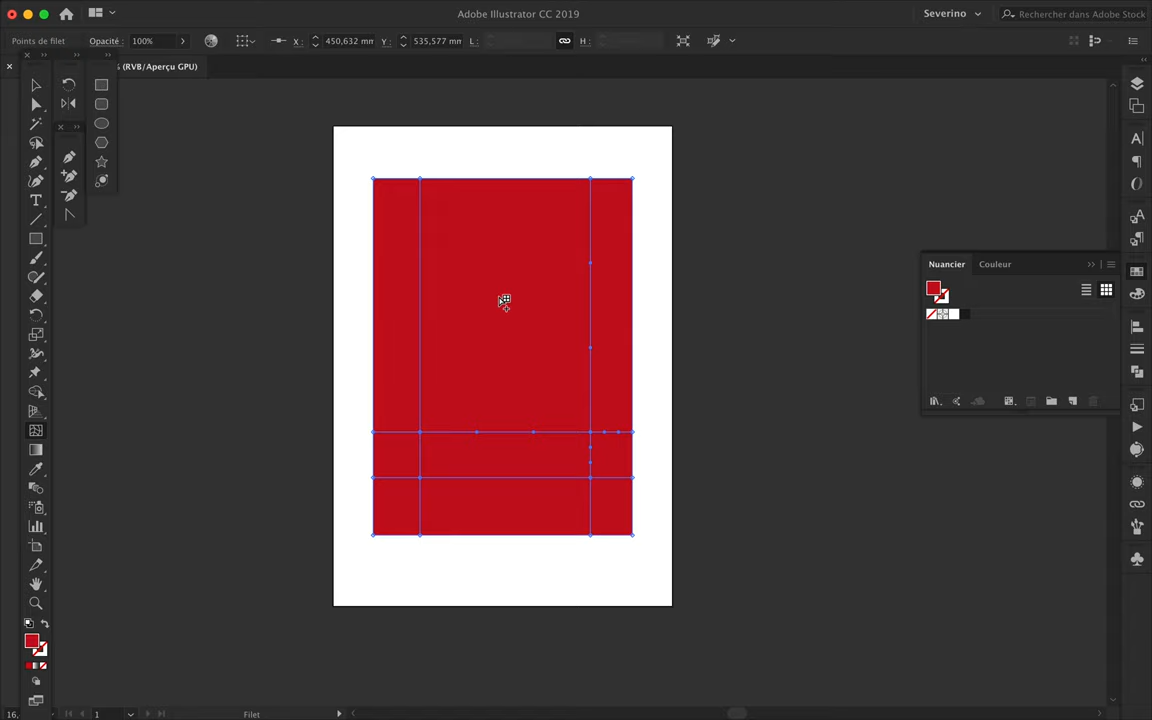 Adobe Illustrator CC 2019
Severino
Rechercher dans Adobe Stock
Points de filet
Opacité :
100%
X :
450,632 mm
Y :
535,577 mm
L :
H :
(RVB/Aperçu GPU)
Nuancier
Couleur
16,
1
Filet